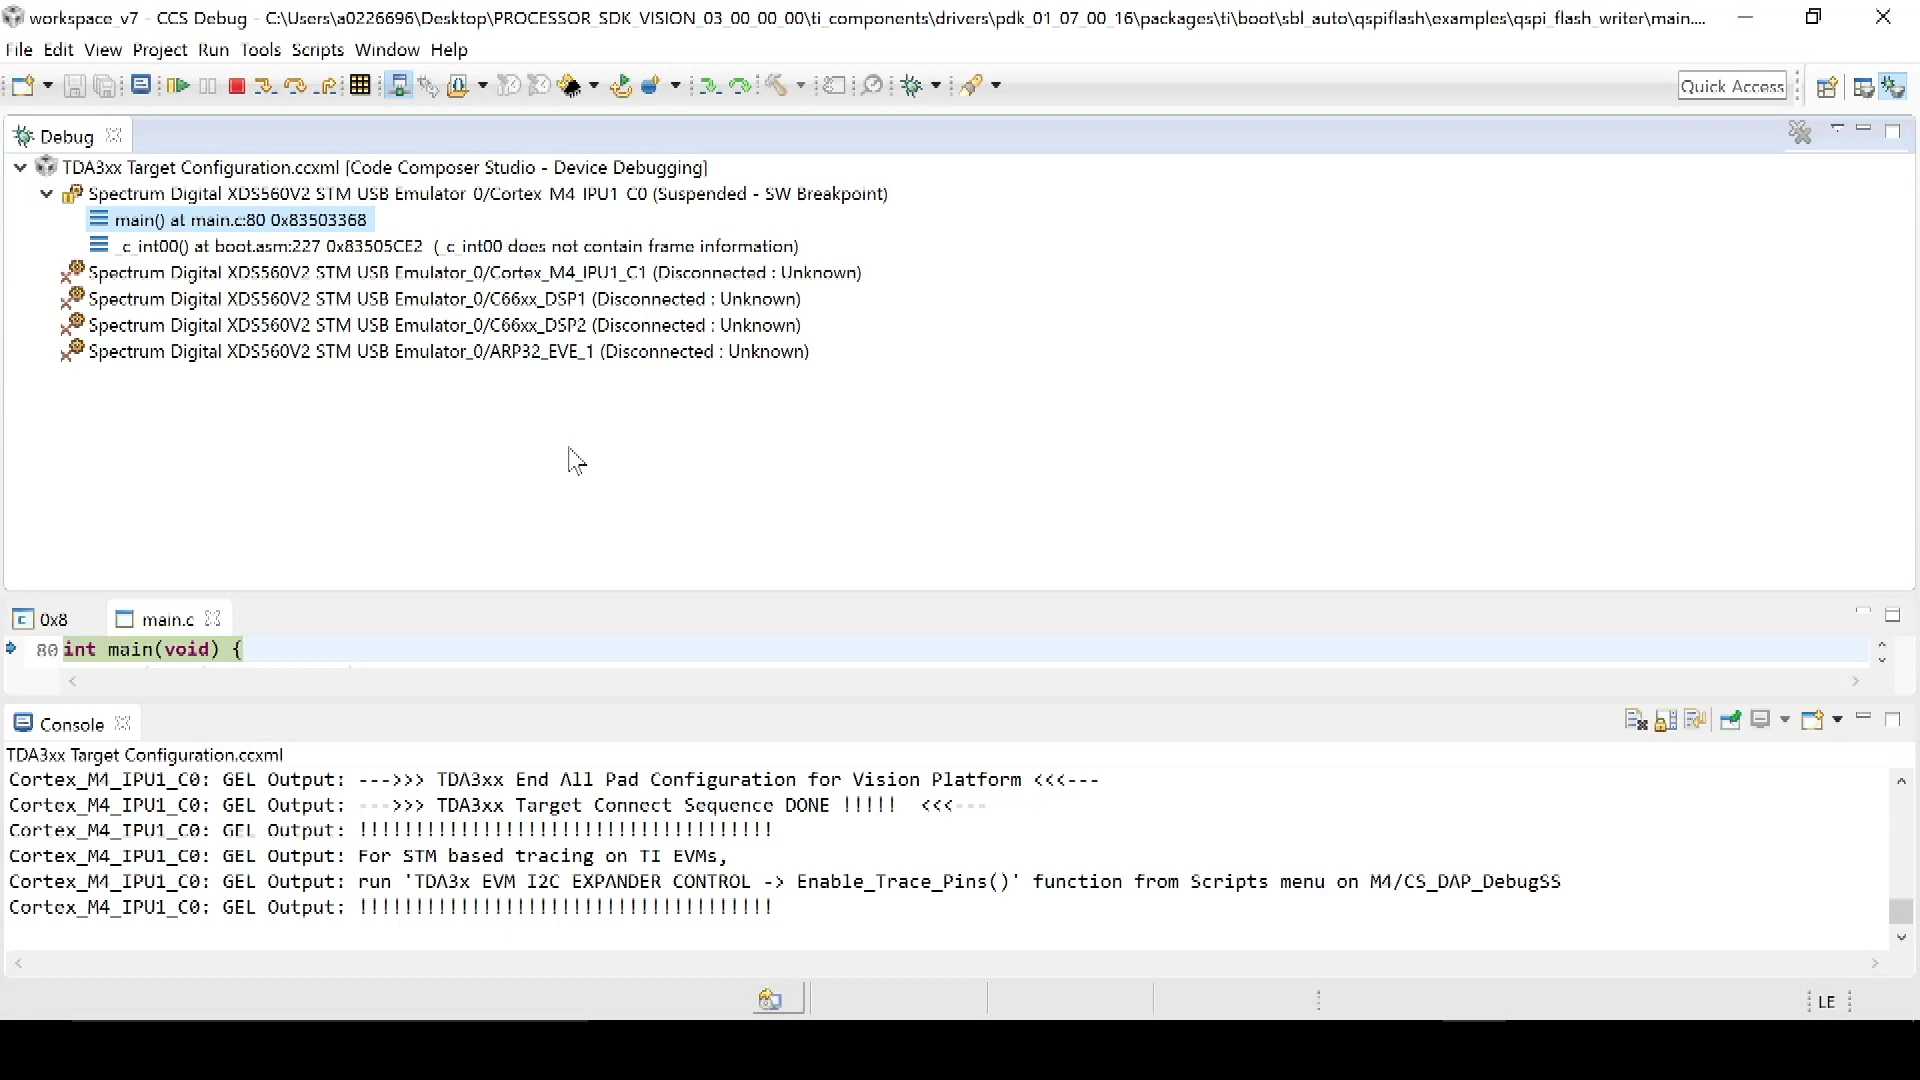 workspace_v7 - CCS Debug - C:\Users\a0226696\Desktop\PROCESSOR_SDK_VISION_03_00_00_00\ti_components\drivers\pdk_01_07_00_16\packages\ti\boot\sbl_auto\qspiflash\examples\qspi_flash_writer\main....
File Edit View Project Run Tools Scripts Window Help
Quick Access
Debug
TDA3xx Target Configuration.ccxml [Code Composer Studio - Device Debugging]
Spectrum Digital XDS560V2 STM USB Emulator_0/Cortex_M4_IPU1_C0 (Suspended - SW Breakpoint)
main() at main.c:80 0x83503368
_c_int00() at boot.asm:227 0x83505CE2 (_c_int00 does not contain frame information)
Spectrum Digital XDS560V2 STM USB Emulator_0/Cortex_M4_IPU1_C1 (Disconnected : Unknown)
Spectrum Digital XDS560V2 STM USB Emulator_0/C66xx_DSP1 (Disconnected : Unknown)
Spectrum Digital XDS560V2 STM USB Emulator_0/C66xx_DSP2 (Disconnected : Unknown)
Spectrum Digital XDS560V2 STM USB Emulator_0/ARP32_EVE_1 (Disconnected : Unknown)
0x8 main.c
80 int main(void) {
Console
TDA3xx Target Configuration.ccxml
Cortex_M4_IPU1_C0: GEL Output: --->>> TDA3xx End All Pad Configuration for Vision Platform <<<---
Cortex_M4_IPU1_C0: GEL Output: --->>> TDA3xx Target Connect Sequence DONE !!!!!  <<<---
Cortex_M4_IPU1_C0: GEL Output: !!!!!!!!!!!!!!!!!!!!!!!!!!!!!!!!!!!!!
Cortex_M4_IPU1_C0: GEL Output: For STM based tracing on TI EVMs,
Cortex_M4_IPU1_C0: GEL Output: run 'TDA3x EVM I2C EXPANDER CONTROL -> Enable_Trace_Pins()' function from Scripts menu on M4/CS_DAP_DebugSS
Cortex_M4_IPU1_C0: GEL Output: !!!!!!!!!!!!!!!!!!!!!!!!!!!!!!!!!!!!!
LE